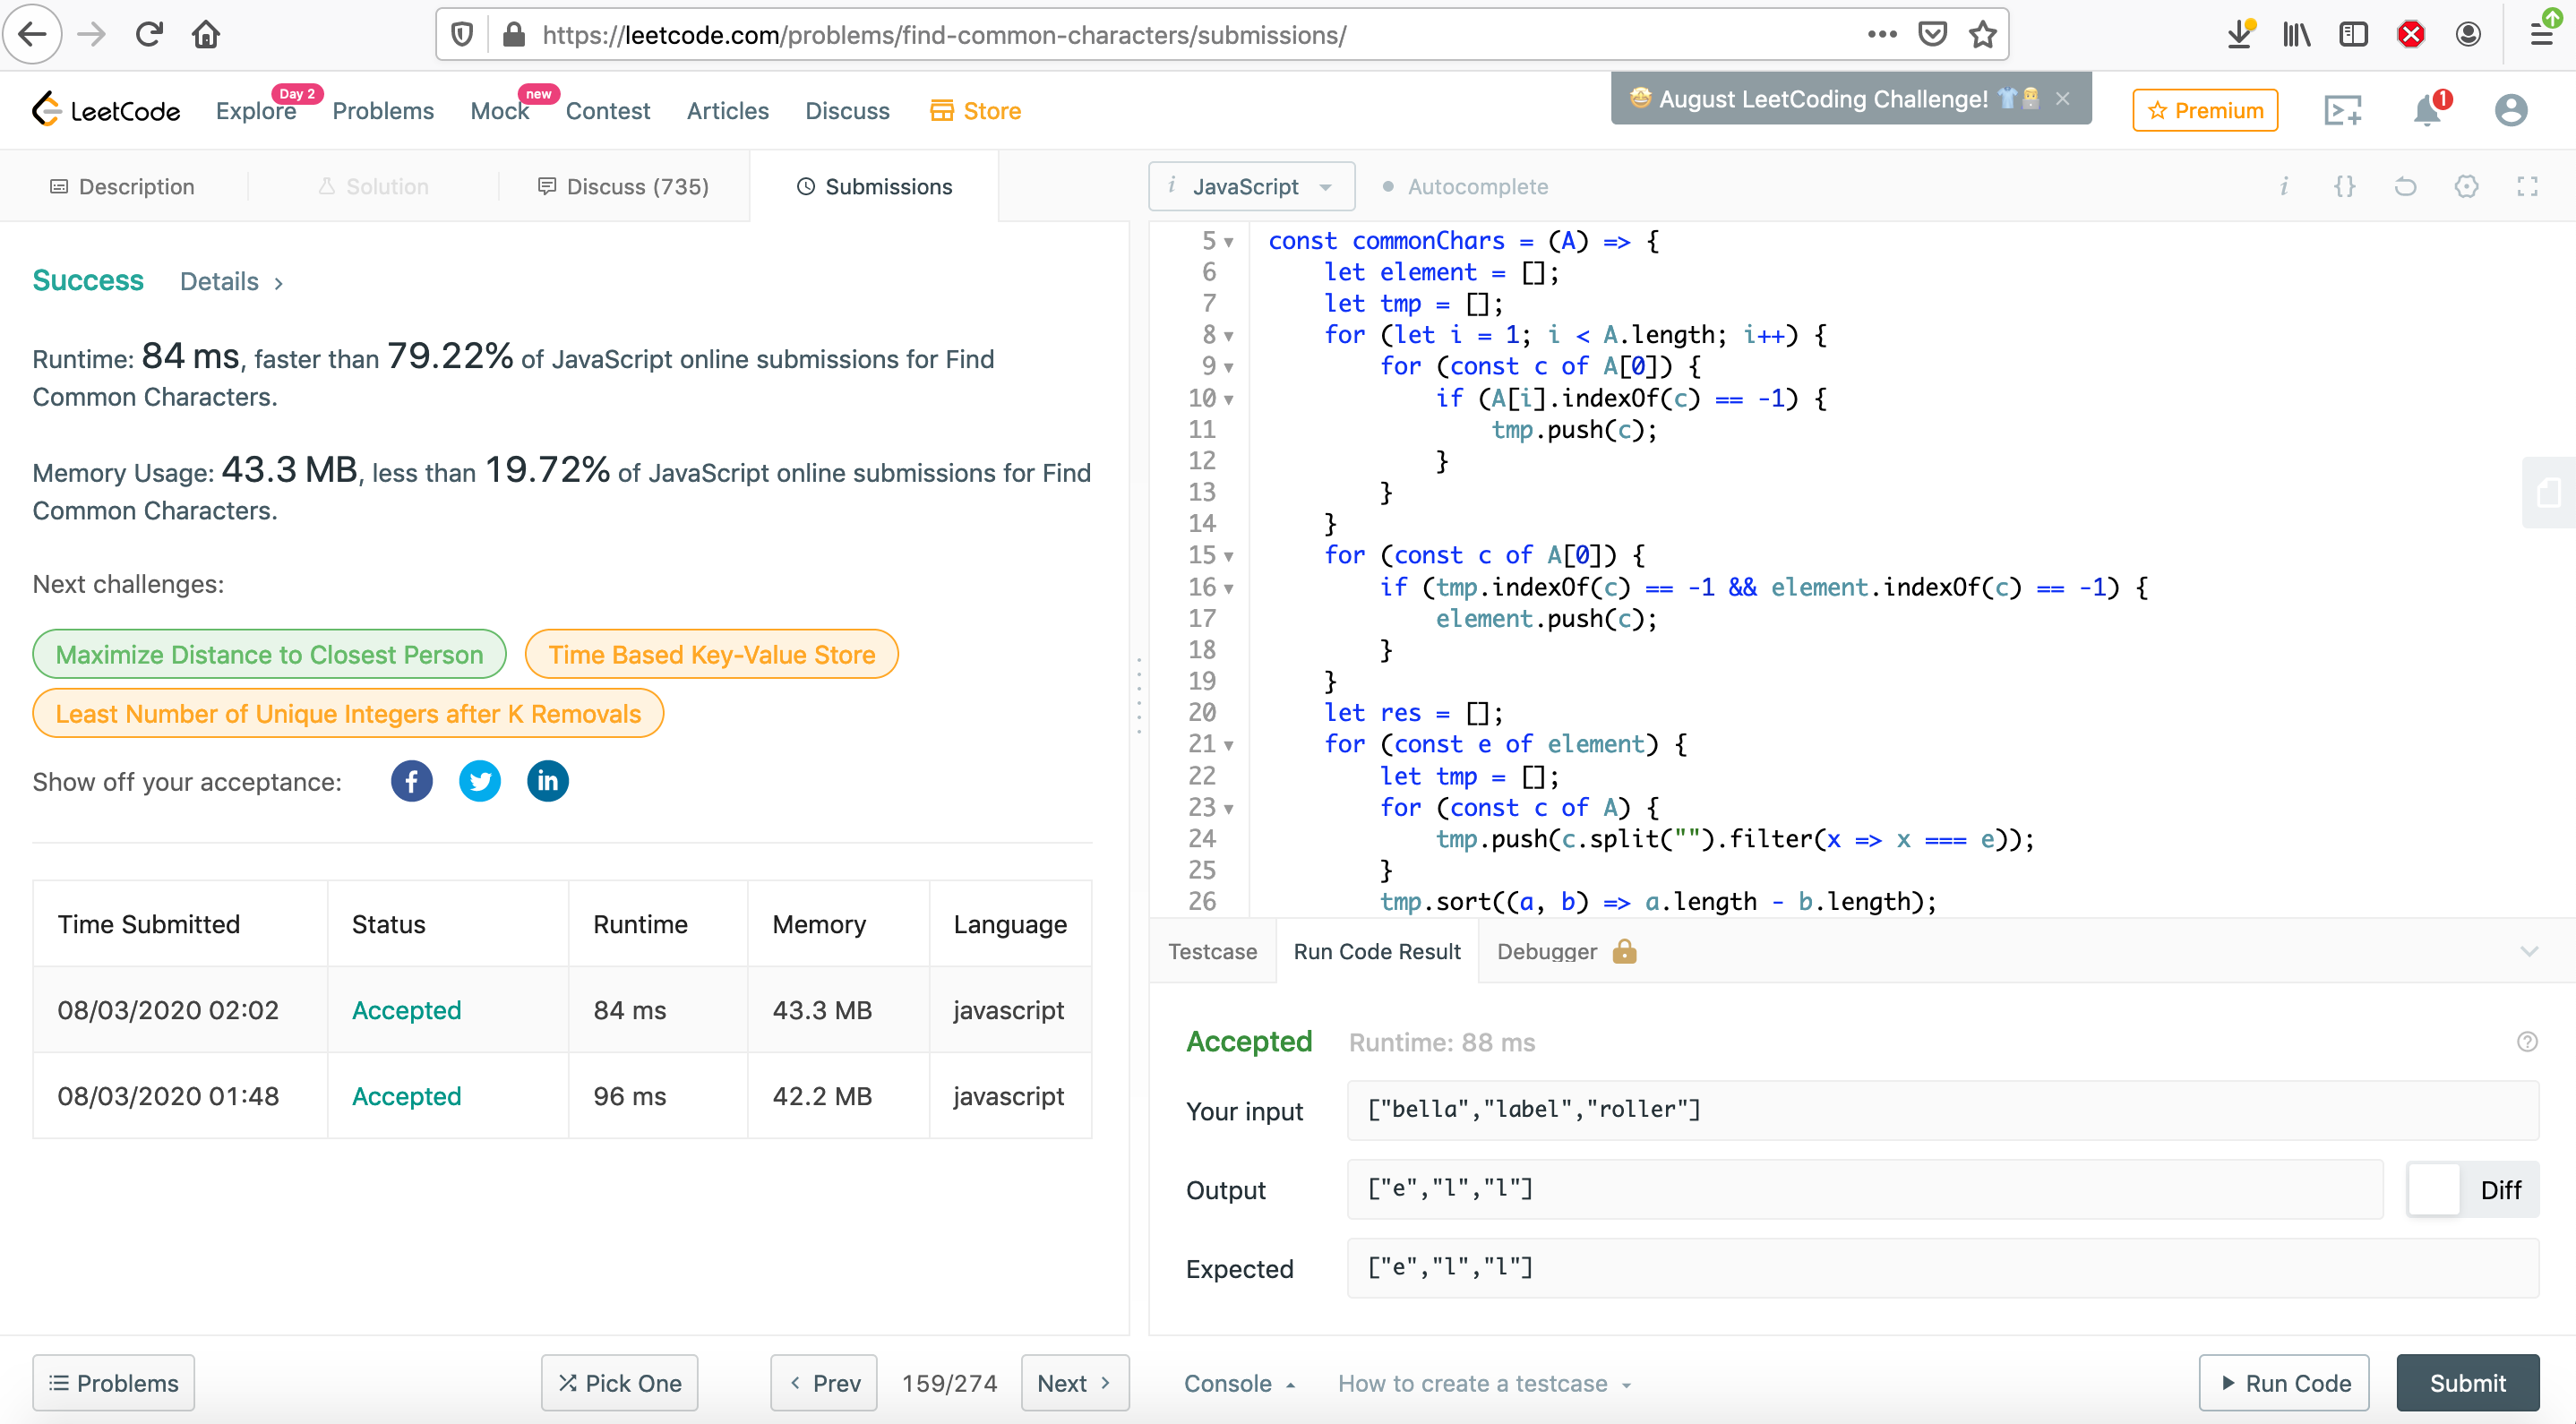 https://leetcode.com/problems/find-common-characters/submissions/
LeetCode
Explore Day 2 Problems Mock new Contest Articles Discuss Store
🤩 August LeetCoding Challenge! 👕 ×
Premium
1
Description Solution Discuss (735) Submissions
Success Details >
Runtime: 84 ms, faster than 79.22% of JavaScript online submissions for Find
Common Characters.
Memory Usage: 43.3 MB, less than 19.72% of JavaScript online submissions for Find
Common Characters.
Next challenges:
Maximize Distance to Closest Person Time Based Key-Value Store
Least Number of Unique Integers after K Removals
Show off your acceptance: f in
Time Submitted Status Runtime Memory Language
08/03/2020 02:02 Accepted 84 ms 43.3 MB javascript
08/03/2020 01:48 Accepted 96 ms 42.2 MB javascript
Problems Pick One < Prev 159/274 Next >
i JavaScript Autocomplete i {}
5 const commonChars = (A) => {
6 let element = [];
7 let tmp = [];
8 for (let i = 1; i < A.length; i++) {
9 for (const c of A[0]) {
10 if (A[i].indexOf(c) == -1) {
11 tmp.push(c);
12 }
13 }
14 }
15 for (const c of A[0]) {
16 if (tmp.indexOf(c) == -1 && element.indexOf(c) == -1) {
17 element.push(c);
18 }
19 }
20 let res = [];
21 for (const e of element) {
22 let tmp = [];
23 for (const c of A) {
24 tmp.push(c.split("").filter(x => x === e));
25 }
26 tmp.sort((a, b) => a.length - b.length);
Testcase Run Code Result Debugger
Accepted Runtime: 88 ms ?
Your input ["bella","label","roller"]
Output ["e","l","l"] Diff
Expected ["e","l","l"]
Console How to create a testcase Run Code Submit